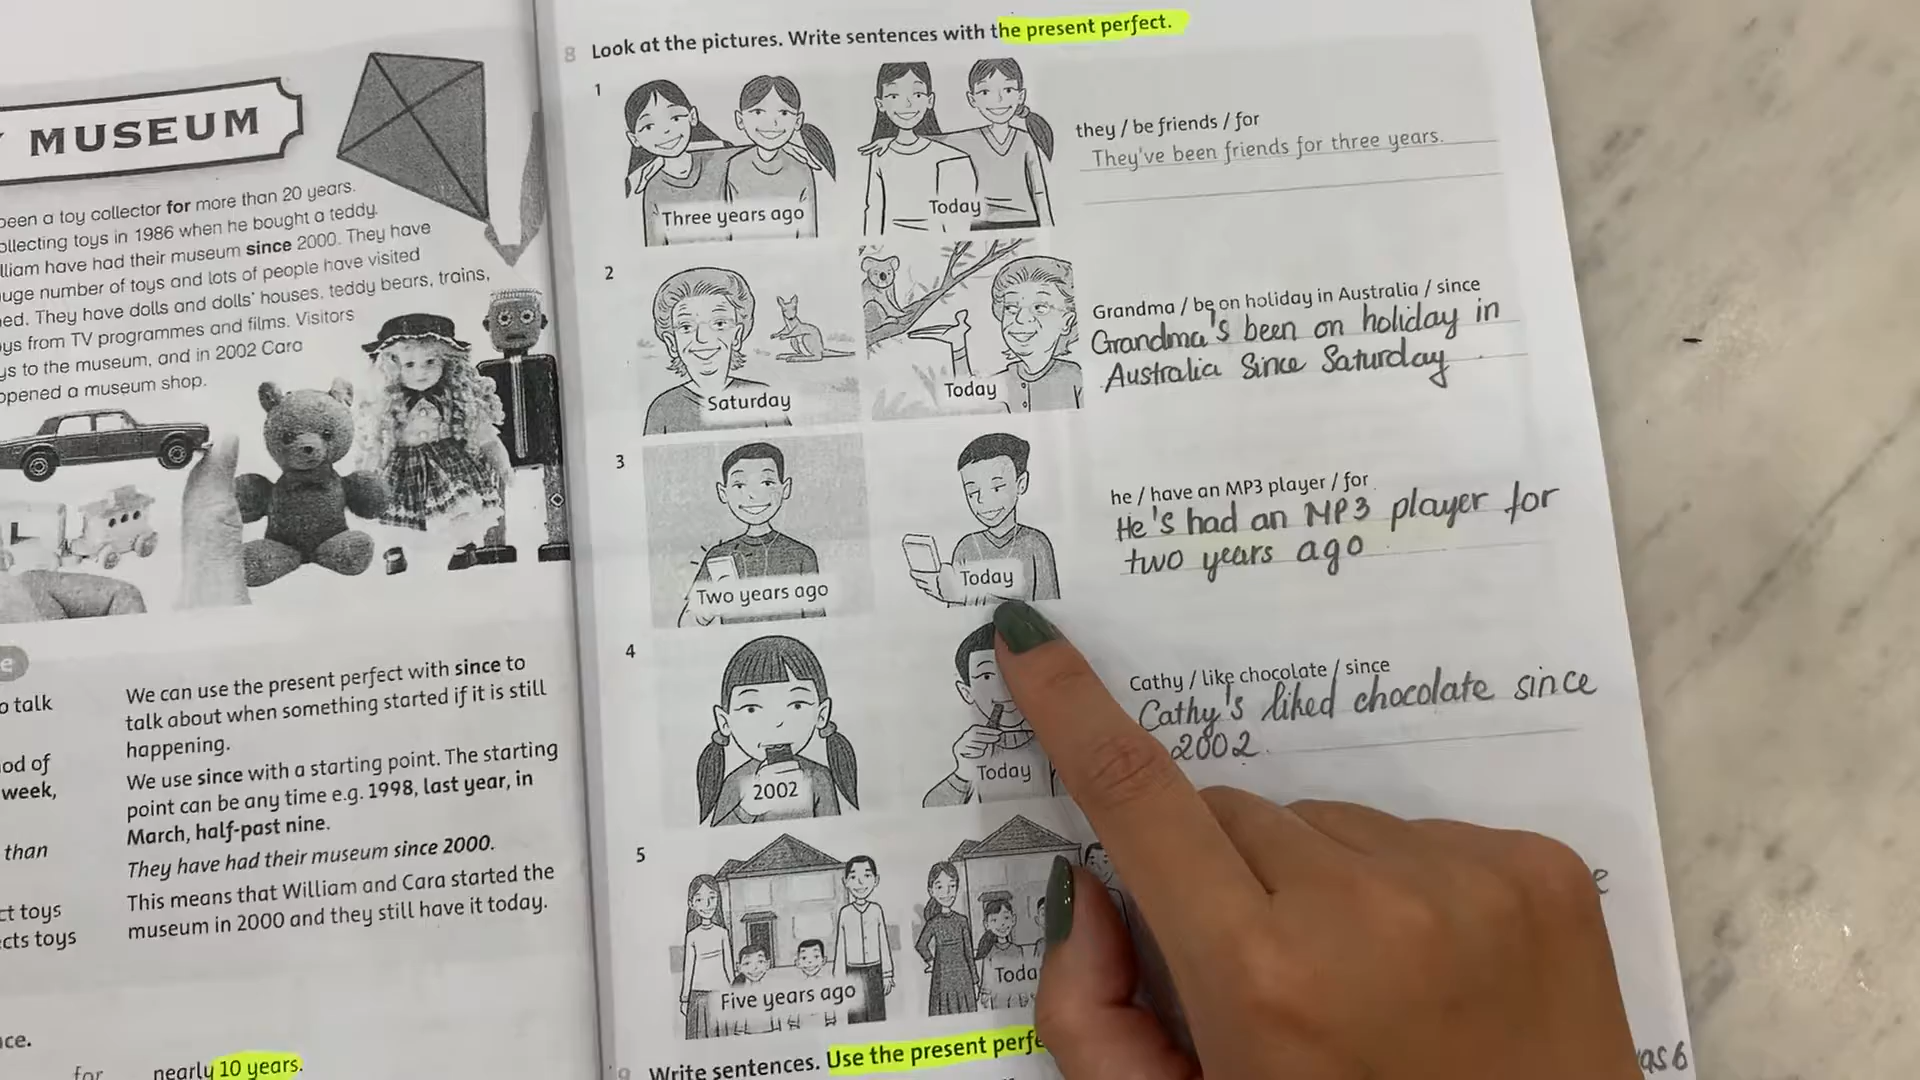 MUSEUM
been a toy collector for more than 20 years.
collecting toys in 1986 when he bought a teddy.
lliam have had their museum since 2000. They have
uge number of toys and lots of people have visited
ned. They have dolls and dolls' houses, teddy bears, trains,
oys from TV programmes and films. Visitors
ys to the museum, and in 2002 Cara
opened a museum shop.
e
o talk
od of
week,
than
ct toys
ects toys
We can use the present perfect with since to
talk about when something started if it is still
happening.
We use since with a starting point. The starting
point can be any time e.g. 1998, last year, in
March, half-past nine.
They have had their museum since 2000.
This means that William and Cara started the
museum in 2000 and they still have it today.
ice.
for nearly 10 years.
8 Look at the pictures. Write sentences with the present perfect.
1
Three years ago
Today
they / be friends / for
They've been friends for three years.
2
Saturday
Today
Grandma / be on holiday in Australia / since
Grandma's been on holiday in
Australia Since Saturday
3
Two years ago
Today
he / have an MP3 player / for
He's had an MP3 player for
two years ago
4
2002
Today
Cathy / like chocolate / since
Cathy's liked chocolate since
2002.
5
Five years ago
Toda
9 Write sentences. Use the present perfe
as 6